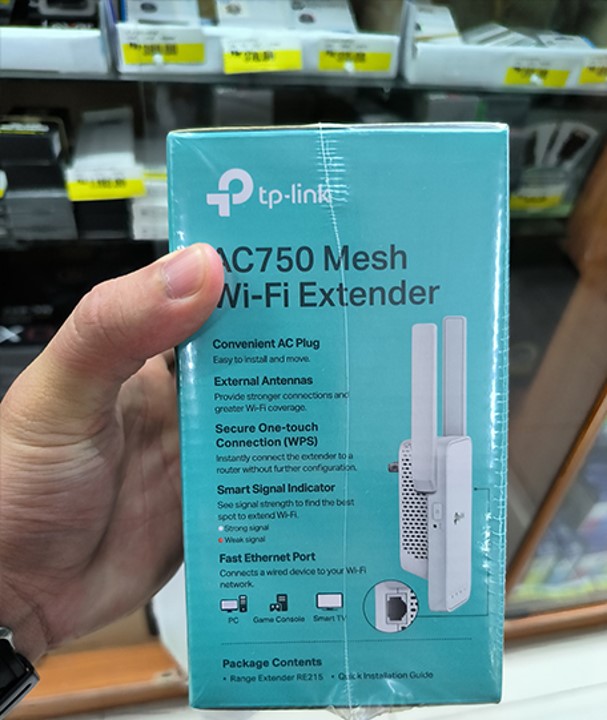 tp-link
AC750 Mesh
Wi-Fi Extender
Convenient AC Plug
Easy to install and move.
External Antennas
Provide stronger connections and
greater Wi-Fi coverage.
Secure One-touch
Connection (WPS)
Instantly connect the extender to a
router without further configuration.
Smart Signal Indicator
See signal strength to find the best
spot to extend Wi-Fi.
Strong signal
Weak signal
Fast Ethernet Port
Connects a wired device to your Wi-Fi
network.
PC Game Console Smart TV
tp-link
Package Contents
• Range Extender RE215 • Quick Installation Guide